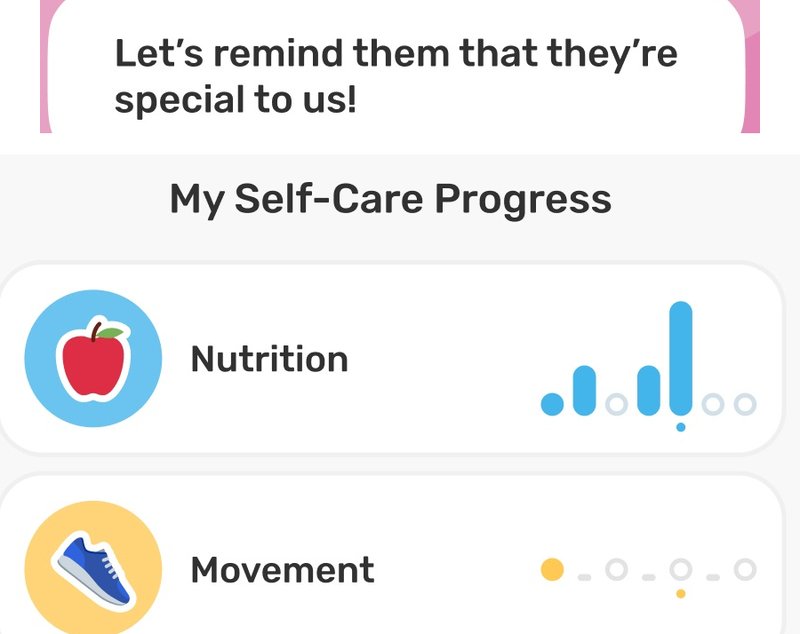 Let’s remind them that they’re
special to us!
My Self-Care Progress
Nutrition
Movement